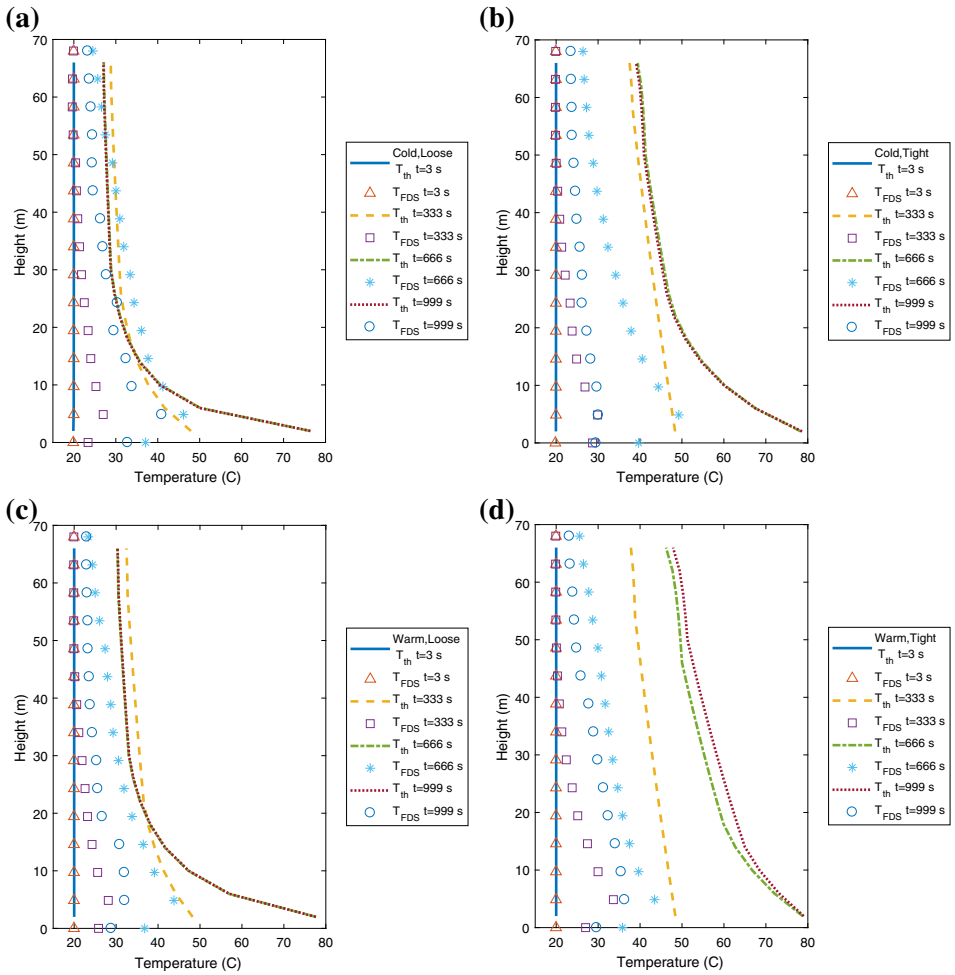 (a)
70
60
50
40
30
20
10
0
Height (m)
20 30 40 50 60 70 80
Temperature (C)
Cold,Loose
T_th t=3 s
T_FDS t=3 s
T_th t=333 s
T_FDS t=333 s
T_th t=666 s
T_FDS t=666 s
T_th t=999 s
T_FDS t=999 s
(b)
70
60
50
40
30
20
10
0
Height (m)
20 30 40 50 60 70 80
Temperature (C)
Cold,Tight
T_th t=3 s
T_FDS t=3 s
T_th t=333 s
T_FDS t=333 s
T_th t=666 s
T_FDS t=666 s
T_th t=999 s
T_FDS t=999 s
(c)
70
60
50
40
30
20
10
0
Height (m)
20 30 40 50 60 70 80
Temperature (C)
Warm,Loose
T_th t=3 s
T_FDS t=3 s
T_th t=333 s
T_FDS t=333 s
T_th t=666 s
T_FDS t=666 s
T_th t=999 s
T_FDS t=999 s
(d)
70
60
50
40
30
20
10
0
Height (m)
20 30 40 50 60 70 80
Temperature (C)
Warm,Tight
T_th t=3 s
T_FDS t=3 s
T_th t=333 s
T_FDS t=333 s
T_th t=666 s
T_FDS t=666 s
T_th t=999 s
T_FDS t=999 s